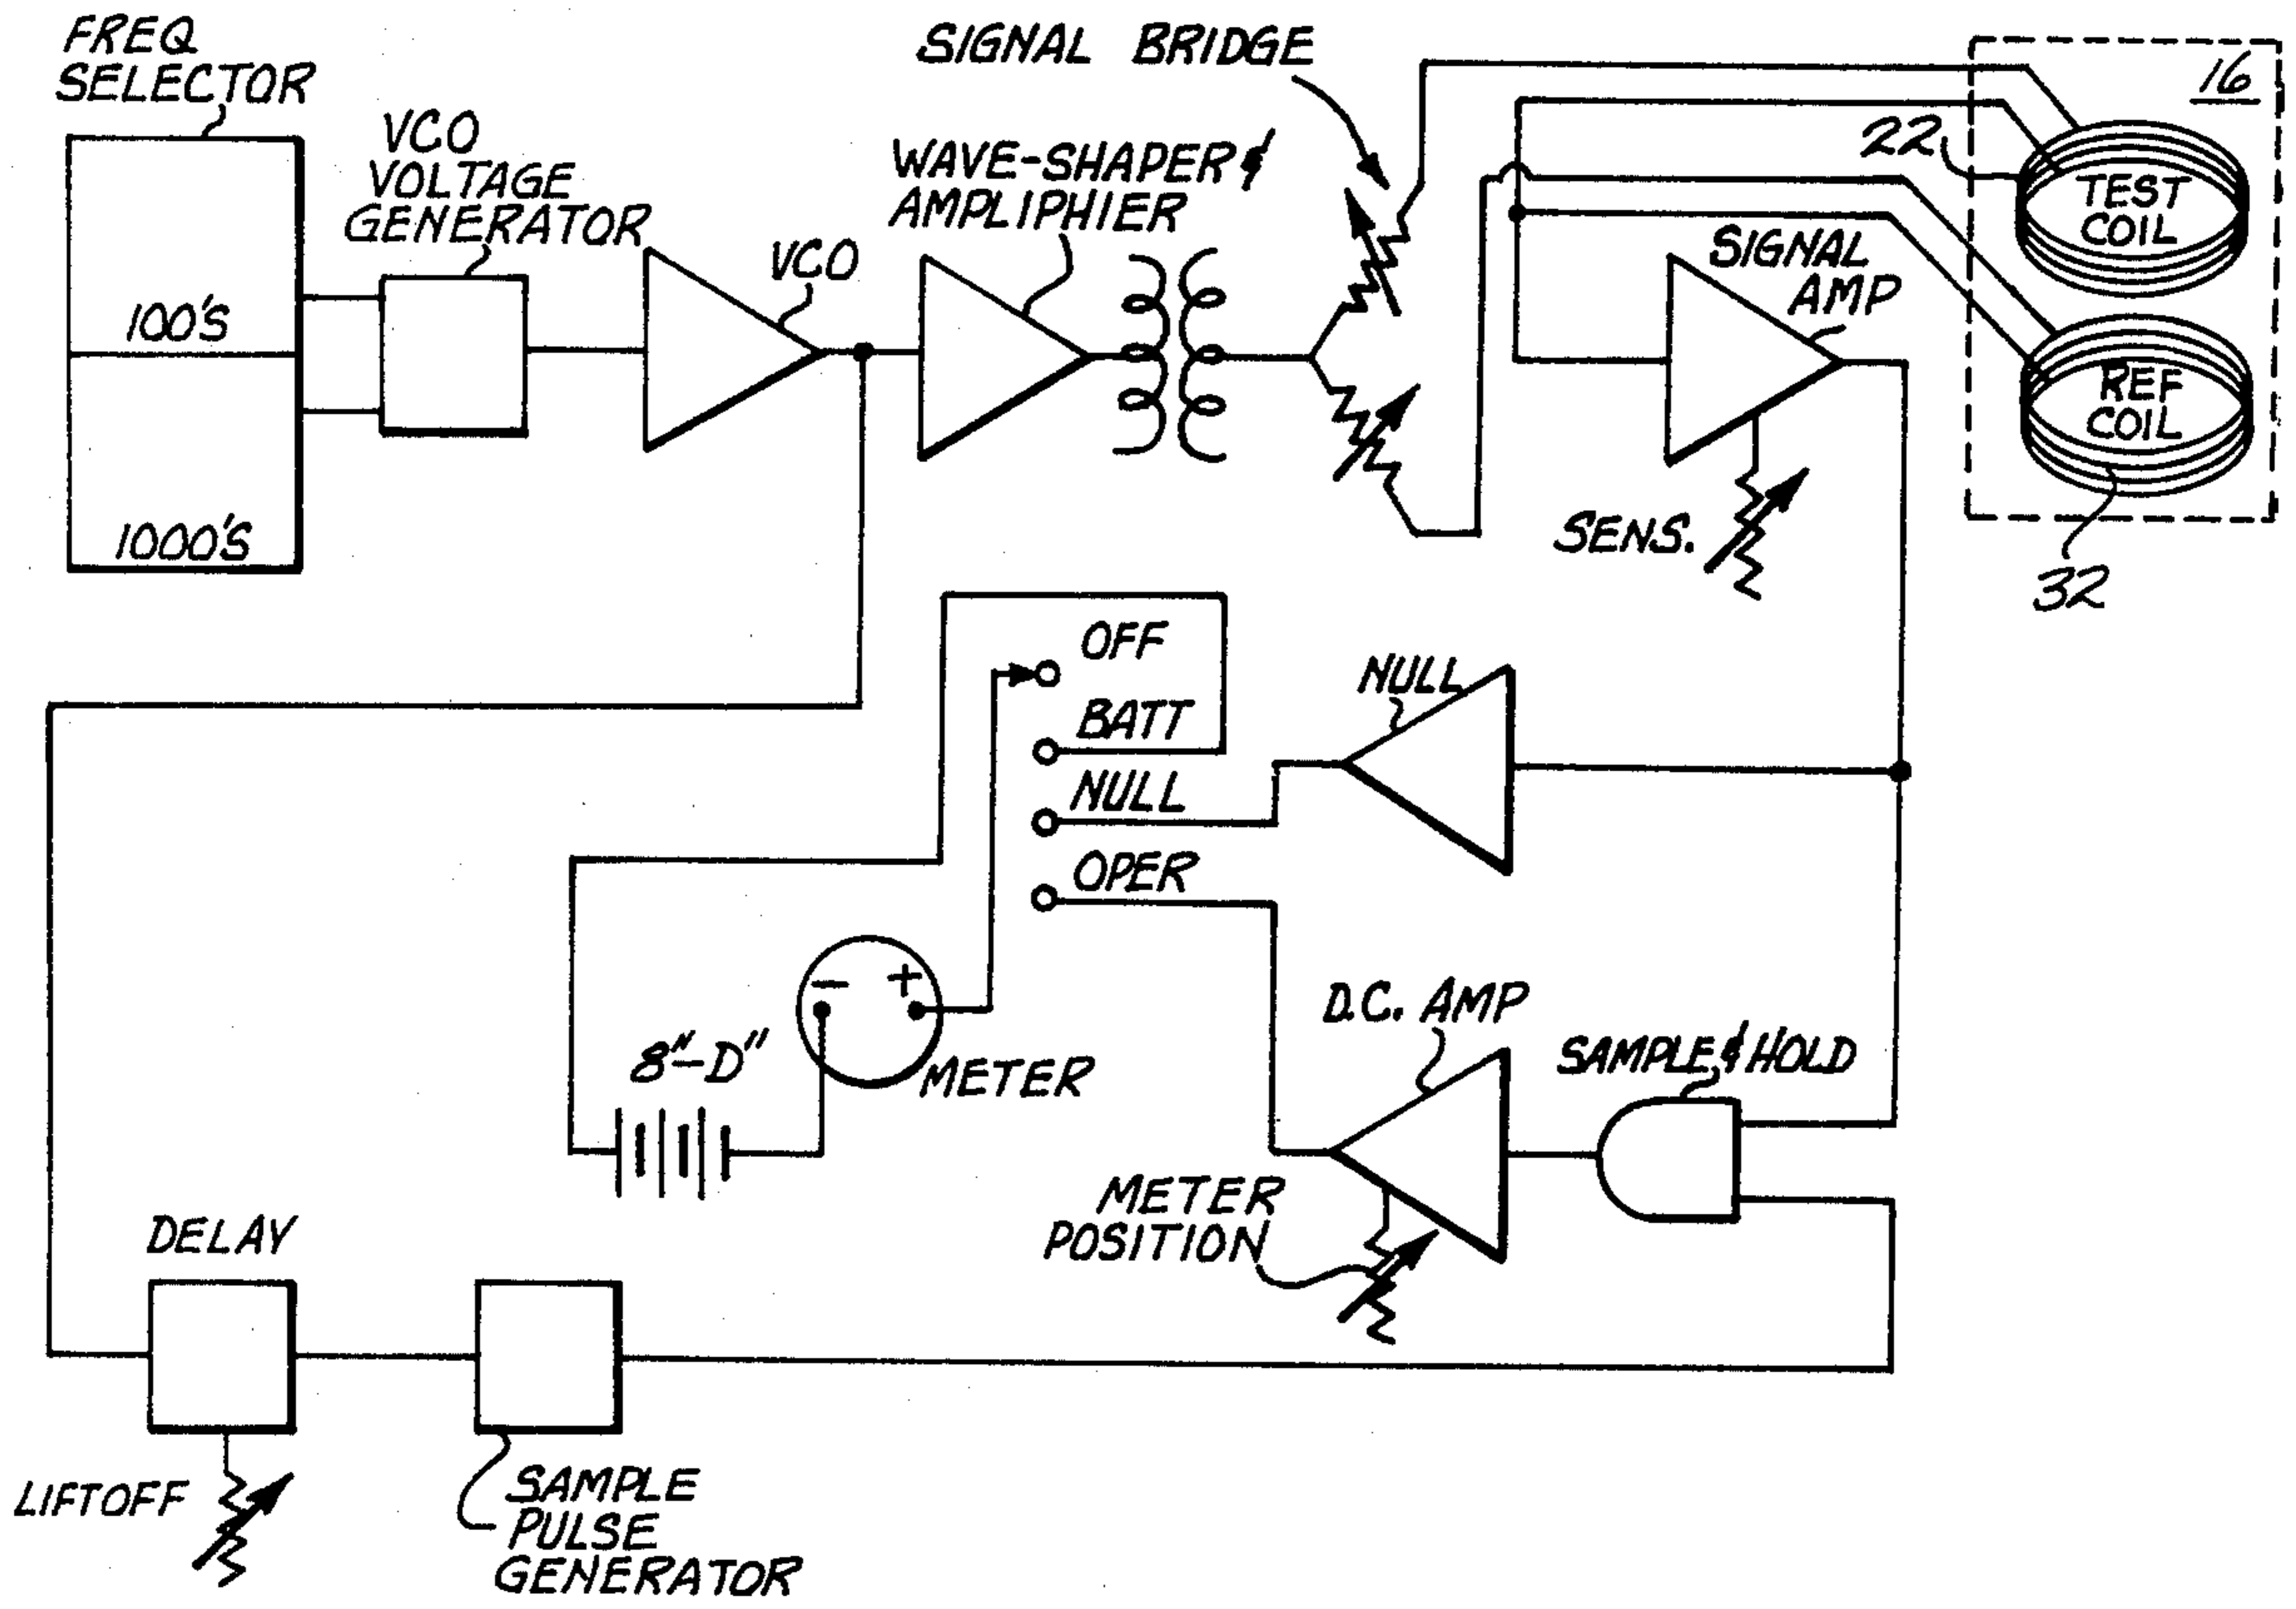 FREQ
SELECTOR
100'S
1000'S
VCO
VOLTAGE
GENERATOR
VCO
WAVE-SHAPER &
AMPLIPHIER
SIGNAL BRIDGE
16
22
TEST
COIL
SIGNAL
AMP
REF
COIL
SENS.
32
OFF
BATT
NULL
OPER
NULL
8"-D"
- +
METER
D.C. AMP
SAMPLE & HOLD
METER
POSITION
DELAY
LIFTOFF
SAMPLE
PULSE
GENERATOR